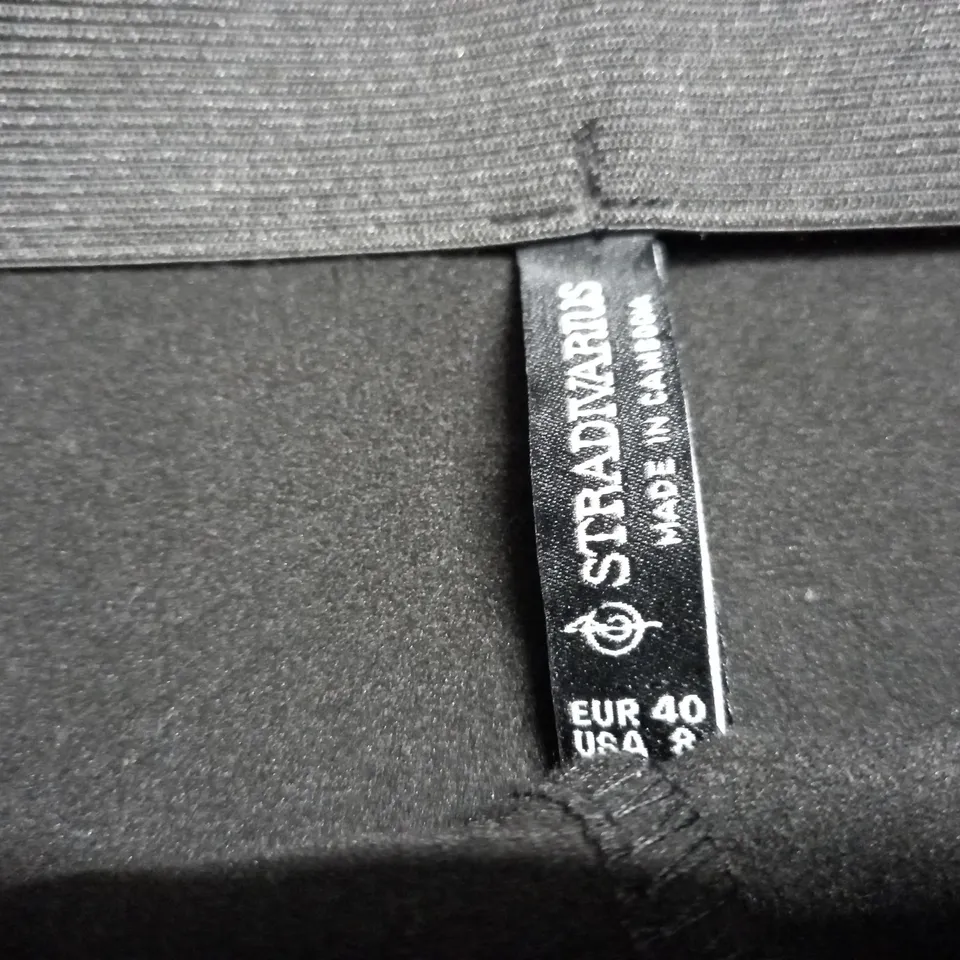 STRADIVARIUS
MADE IN CAMBODIA
EUR 40
USA 8